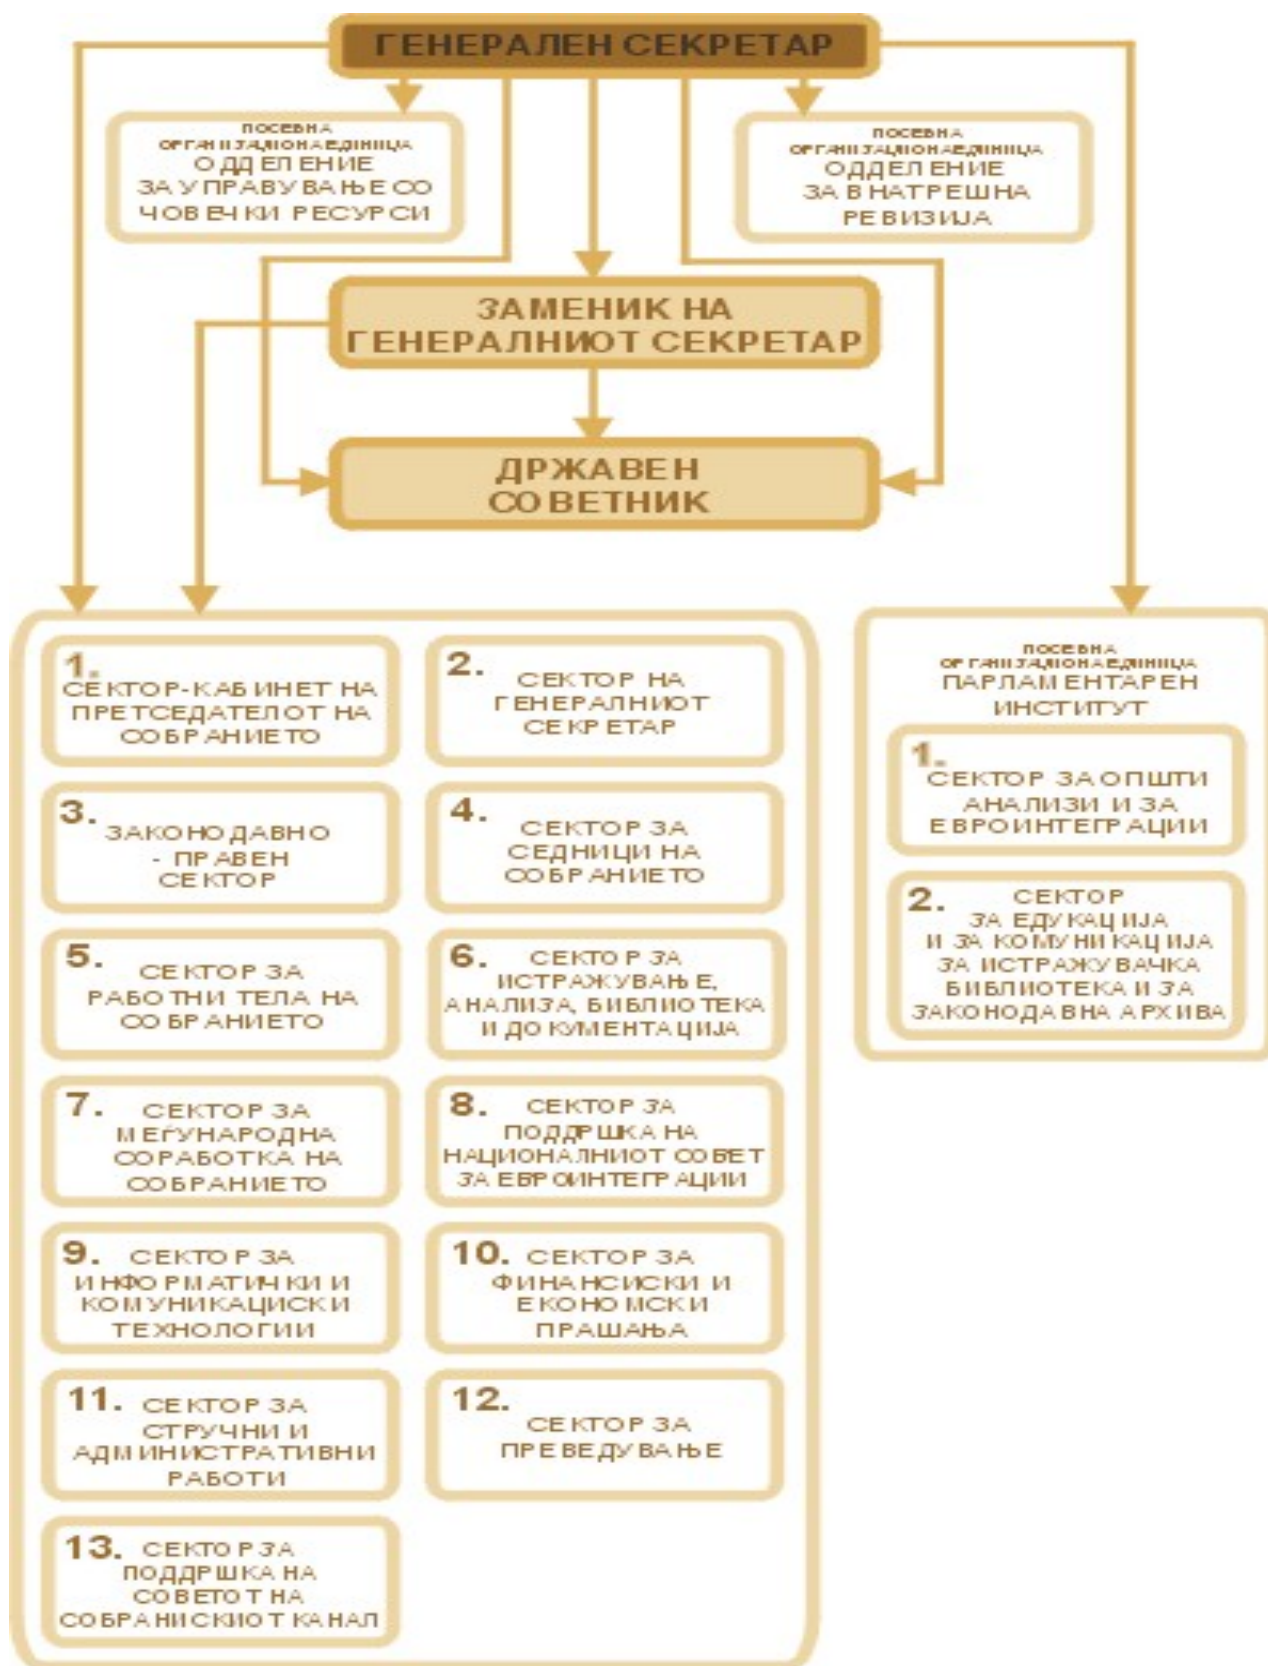 ГЕНЕРАЛЕН СЕКРЕТАР
ПОСЕБНА
ОРГАНИЗАЦИОНА ЕДИНИЦА
ОДДЕЛЕНИЕ
ЗА УПРАВУВАЊЕ СО
ЧОВЕЧКИ РЕСУРСИ
ПОСЕБНА
ОРГАНИЗАЦИОНА ЕДИНИЦА
ОДДЕЛЕНИЕ
ЗА ВНАТРЕШНА
РЕВИЗИЈА
ЗАМЕНИК НА
ГЕНЕРАЛНИОТ СЕКРЕТАР
ДРЖАВЕН
СОВЕТНИК
1.
СЕКТОР-КАБИНЕТ НА
ПРЕТСЕДАТЕЛОТ НА
СОБРАНИЕТО
2. СЕКТОР НА
ГЕНЕРАЛНИОТ
СЕКРЕТАР
3. ЗАКОНОДАВНО
- ПРАВЕН
СЕКТОР
4. СЕКТОР ЗА
СЕДНИЦИ НА
СОБРАНИЕТО
5. СЕКТОР ЗА
РАБОТНИ ТЕЛА НА
СОБРАНИЕТО
6. СЕКТОР ЗА
ИСТРАЖУВАЊЕ,
АНАЛИЗА, БИБЛИОТЕКА
И ДОКУМЕНТАЦИЈА
7. СЕКТОР ЗА
МЕЃУНАРОДНА
СОРАБОТКА НА
СОБРАНИЕТО
8. СЕКТОР ЗА
ПОДДРШКА НА
НАЦИОНАЛНИОТ СОВЕТ
ЗА ЕВРОИНТЕГРАЦИИ
9. СЕКТОР ЗА
ИНФОРМАТИЧКИ И
КОМУНИКАЦИСКИ
ТЕХНОЛОГИИ
10. СЕКТОР ЗА
ФИНАНСИСКИ И
ЕКОНОМСКИ
ПРАШАЊА
11. СЕКТОР ЗА
СТРУЧНИ И
АДМИНИСТРАТИВНИ
РАБОТИ
12.
СЕКТОР ЗА
ПРЕВЕДУВАЊЕ
13. СЕКТОР ЗА
ПОДДРШКА НА
СОВЕТОТ НА
СОБРАНИСКИОТ КАНАЛ
ПОСЕБНА
ОРГАНИЗАЦИОНА ЕДИНИЦА
ПАРЛАМЕНТАРЕН
ИНСТИТУТ
1.
СЕКТОР ЗА ОПШТИ
АНАЛИЗИ И ЗА
ЕВРОИНТЕГРАЦИИ
2. СЕКТОР
ЗА ЕДУКАЦИЈА
И ЗА КОМУНИКАЦИЈА
ЗА ИСТРАЖУВАЧКА
БИБЛИОТЕКА И ЗА
ЗАКОНОДАВНА АРХИВА